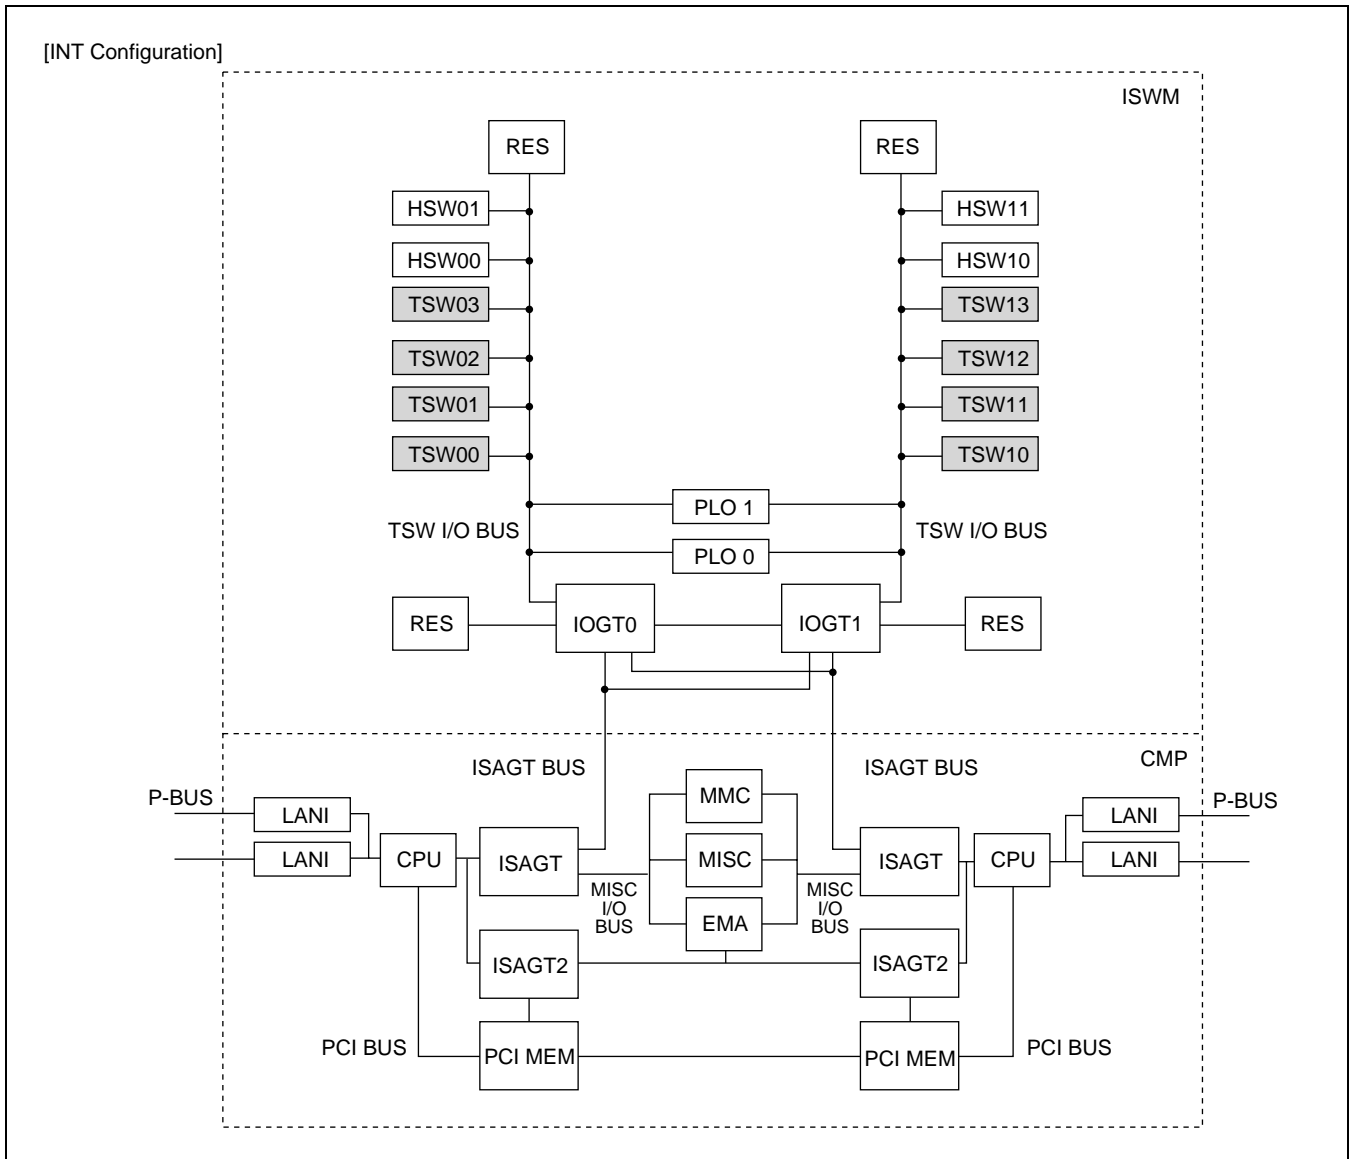 [INT Configuration]
ISWM
RES
RES
HSW01
HSW11
HSW00
HSW10
TSW03
TSW13
TSW02
TSW12
TSW01
TSW11
TSW00
TSW10
PLO 1
TSW I/O BUS
TSW I/O BUS
PLO 0
RES
IOGT0
IOGT1
RES
CMP
ISAGT BUS
ISAGT BUS
P-BUS
LANI
MMC
LANI
P-BUS
LANI
CPU
ISAGT
MISC
ISAGT
CPU
LANI
MISC
I/O
BUS
MISC
I/O
BUS
EMA
ISAGT2
ISAGT2
PCI BUS
PCI MEM
PCI MEM
PCI BUS